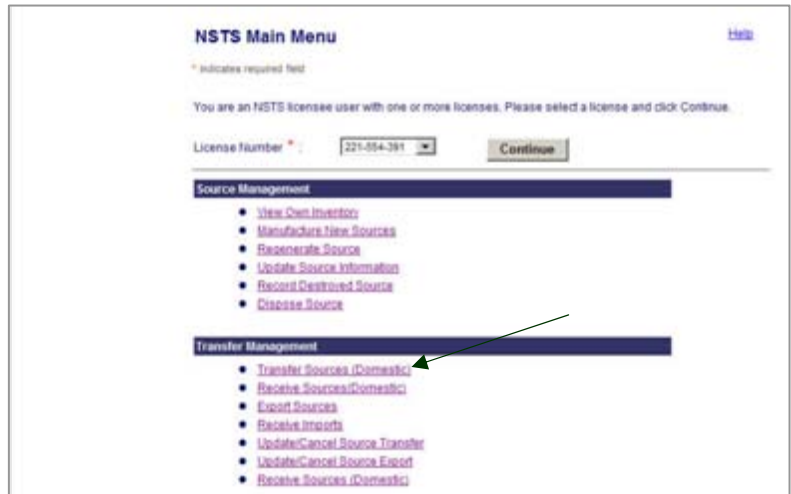 NSTS Main Menu
Help
* indicates required field
You are an NSTS licensee user with one or more licenses. Please select a license and click Continue.
License Number * : 221-554-391 Continue
Source Management
View Own Inventory
Manufacture New Sources
Regenerate Source
Update Source Information
Record Destroyed Source
Dispose Source
Transfer Management
Transfer Sources (Domestic)
Receive Sources(Domestic)
Export Sources
Receive Imports
Update/Cancel Source Transfer
Update/Cancel Source Export
Receive Sources (Domestic)